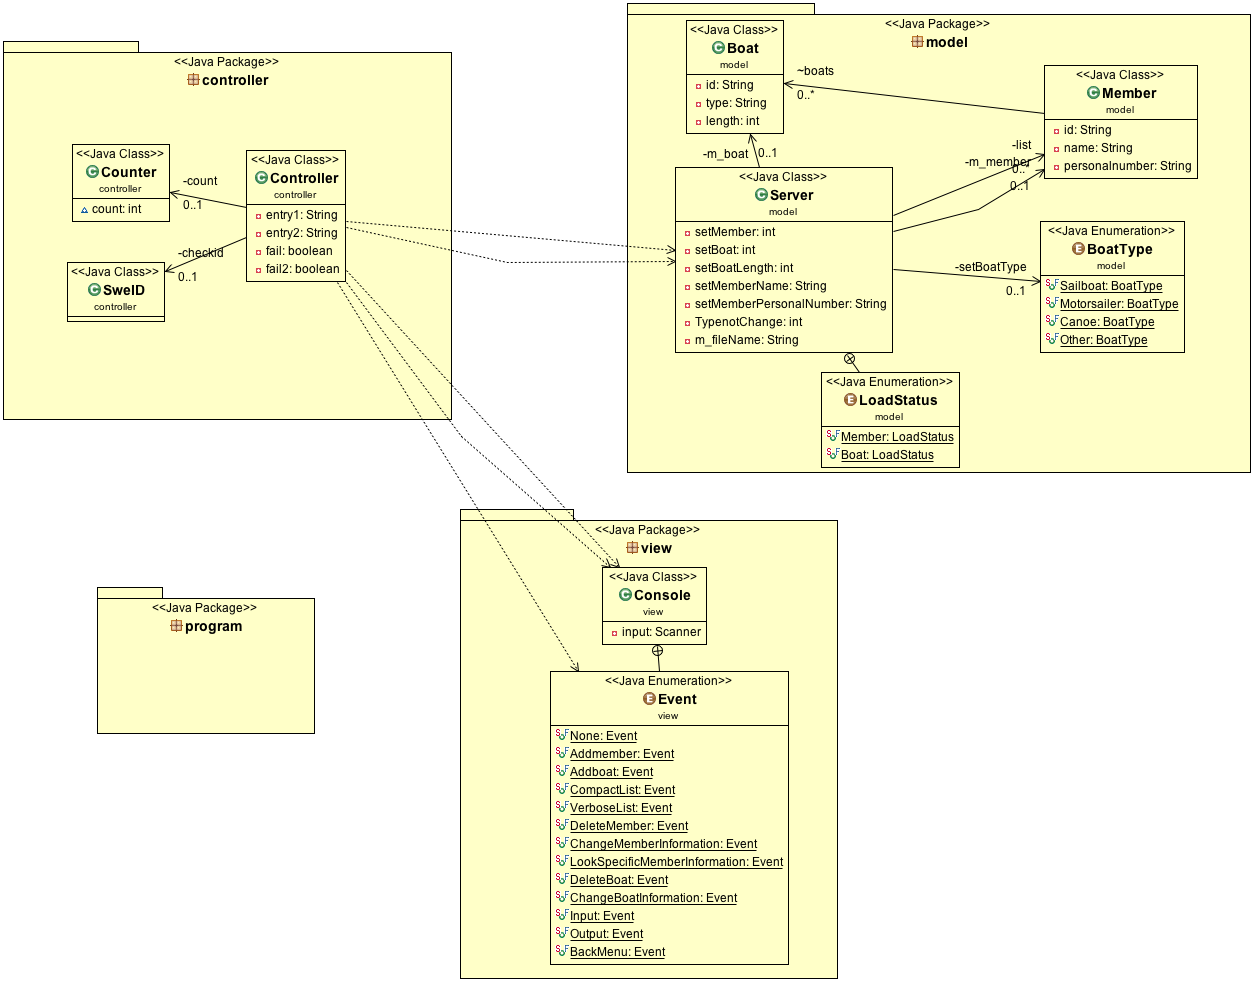 <<Java Package>>
controller
<<Java Class>>
Counter
controller
count: int
-count
0..1
<<Java Class>>
Controller
controller
entry1: String
entry2: String
fail: boolean
fail2: boolean
-checkid
0..1
<<Java Class>>
SweID
controller
<<Java Package>>
model
<<Java Class>>
Boat
model
id: String
type: String
length: int
~boats
0..*
<<Java Class>>
Member
model
id: String
name: String
personalnumber: String
-m_boat
0..1
-list
0..*
-m_member
0..1
<<Java Class>>
Server
model
setMember: int
setBoat: int
setBoatLength: int
setMemberName: String
setMemberPersonalNumber: String
TypenotChange: int
m_fileName: String
-setBoatType
0..1
<<Java Enumeration>>
BoatType
model
Sailboat: BoatType
Motorsailer: BoatType
Canoe: BoatType
Other: BoatType
<<Java Enumeration>>
LoadStatus
model
Member: LoadStatus
Boat: LoadStatus
<<Java Package>>
program
<<Java Package>>
view
<<Java Class>>
Console
view
input: Scanner
<<Java Enumeration>>
Event
view
None: Event
Addmember: Event
Addboat: Event
CompactList: Event
VerboseList: Event
DeleteMember: Event
ChangeMemberInformation: Event
LookSpecificMemberInformation: Event
DeleteBoat: Event
ChangeBoatInformation: Event
Input: Event
Output: Event
BackMenu: Event